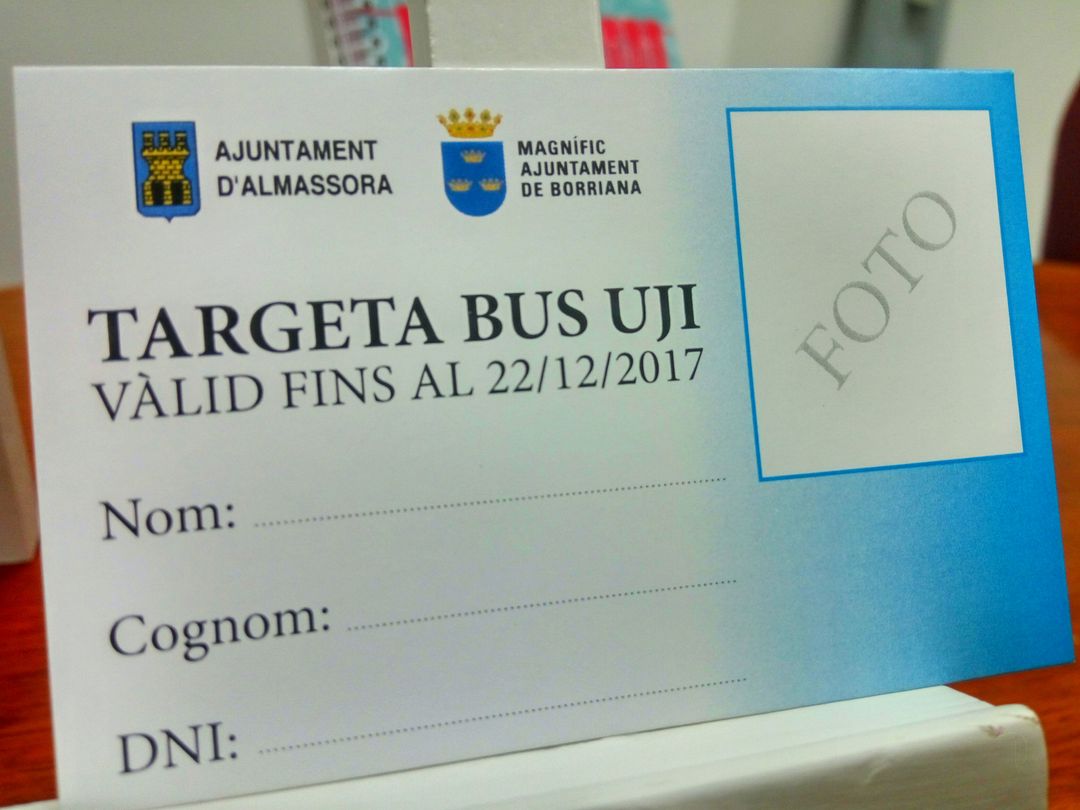 AJUNTAMENT
D'ALMASSORA
MAGNÍFIC
AJUNTAMENT
DE BORRIANA
TARGETA BUS UJI
VÀLID FINS AL 22/12/2017
FOTO
Nom:
Cognom:
DNI: